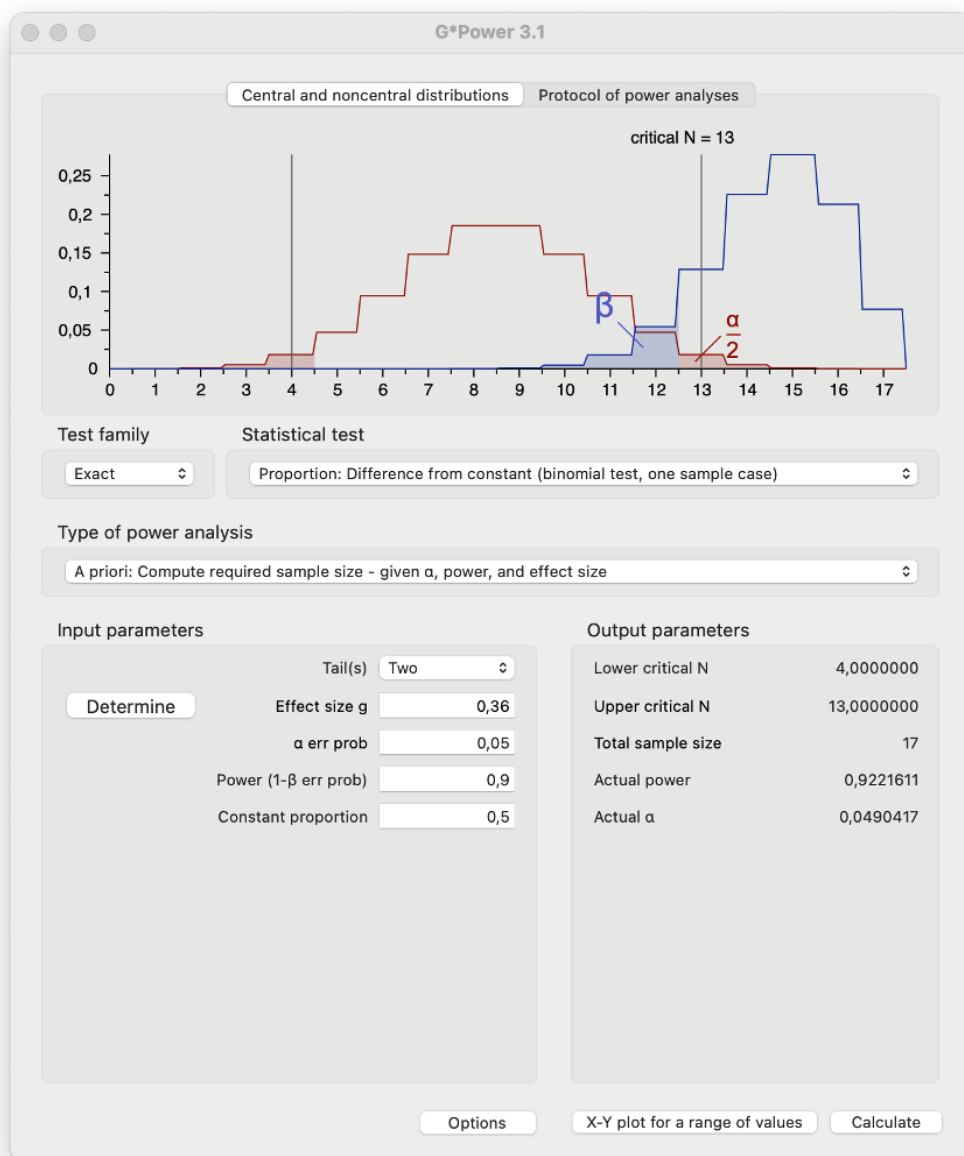 G*Power 3.1
Central and noncentral distributions Protocol of power analyses
critical N = 13
0,25
0,2
0,15
0,1
0,05
0
β
α
2
0 1 2 3 4 5 6 7 8 9 10 11 12 13 14 15 16 17
Test family Statistical test
Exact Proportion: Difference from constant (binomial test, one sample case)
Type of power analysis
A priori: Compute required sample size - given α, power, and effect size
Input parameters Output parameters
Tail(s) Two Lower critical N 4,0000000
Determine Effect size g 0,36 Upper critical N 13,0000000
α err prob 0,05 Total sample size 17
Power (1-β err prob) 0,9 Actual power 0,9221611
Constant proportion 0,5 Actual α 0,0490417
Options X-Y plot for a range of values Calculate